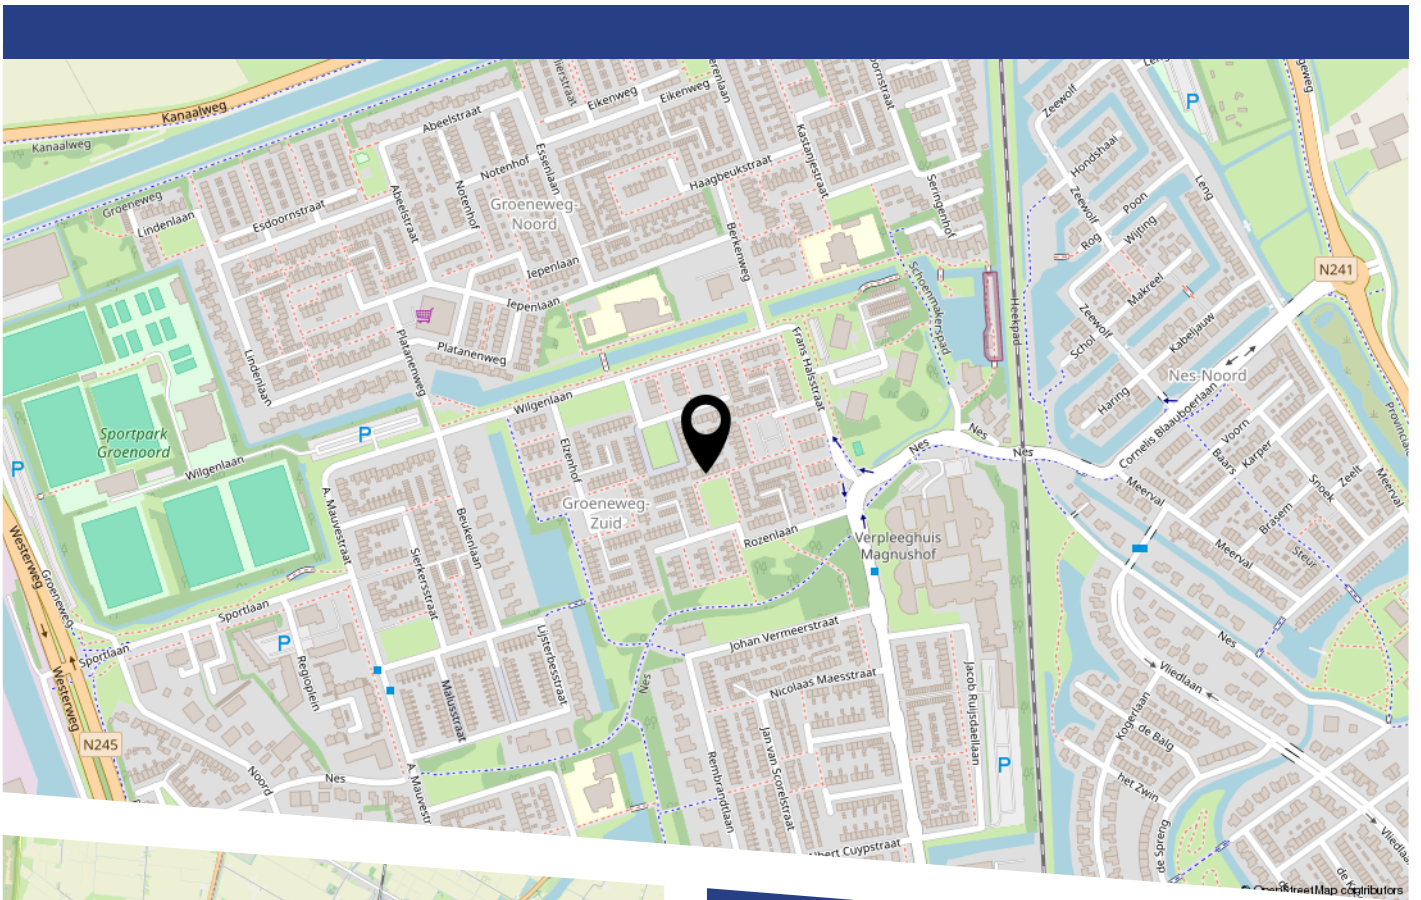 Kanaalweg
Kanaalweg
Abeelstraat
Eikenweg
Eikenweg
Kastanjestraat
Zeewolf
Hondshaai
Leng
P
Notenhof
Essenlaan
Haagbeukstraat
Seringenhof
Zeewolf
Poon
Wijting
Rog
Groeneweg
Lindenlaan
Esdoornstraat
Abeelstraat
Notenhof
Groeneweg-
Noord
Berkenweg
Iepenlaan
Iepenlaan
Schoenmakerspad
Heekpad
Makreel
Zeewolf
Schol
Kabeljauw
N241
Lindenlaan
Platanenweg
Platanenweg
Frans Halsstraat
Nes-Noord
Haring
Cornelis Blaauboerlaan
Wilgenlaan
Sportpark
Groenoord
P
P
Wilgenlaan
Elzenhof
Nes
Nes
Nes
Voorn
Baars
Karper
Zeelt
Snoek
Meerval
Meerval
Brasem
Steur
Meerval
A. Mauvestraat
Beukenlaan
Sierkersstraat
Groeneweg-
Zuid
Rozenlaan
Verpleeghuis
Magnushof
Westerweg
Groeneweg
Sportlaan
Sportlaan
P
Regioplein
Lijsterbesstraat
Malusstraat
Johan Vermeerstraat
Nicolaas Maesstraat
Nes
Nes
Vliedlaan
Westerweg
N245
Noord
Nes
Rembrandtlaan
Jan van Scorelstraat
Jacob Ruijsdaellaan
P
Kogerlaan
de Balg
het Zwin
de Spreng
© OpenStreetMap contributors